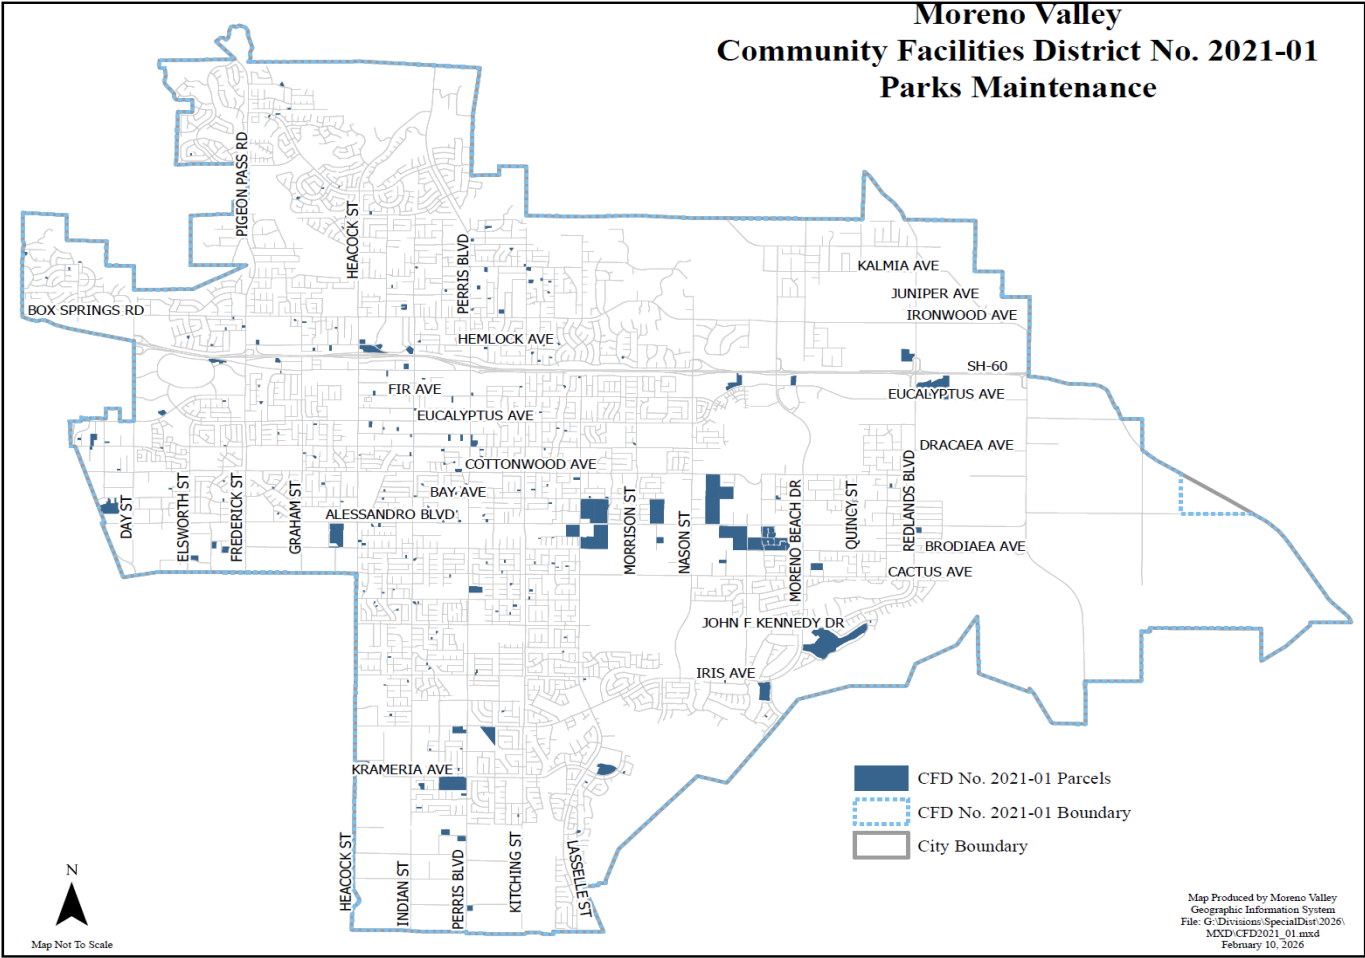 Moreno Valley
Community Facilities District No. 2021-01
Parks Maintenance
PIGEON PASS RD
HEACOCK ST
PERRIS BLVD
KALMIA AVE
JUNIPER AVE
IRONWOOD AVE
BOX SPRINGS RD
HEMLOCK AVE
SH-60
FIR AVE
EUCALYPTUS AVE
EUCALYPTUS AVE
DRACAEA AVE
COTTONWOOD AVE
BAY AVE
ALESSANDRO BLVD
DAY ST
ELSWORTH ST
FREDERICK ST
GRAHAM ST
MORRISON ST
NASON ST
MORENO BEACH DR
QUINCY ST
REDLANDS BLVD
BRODIAEA AVE
CACTUS AVE
JOHN F KENNEDY DR
IRIS AVE
KRAMERIA AVE
HEACOCK ST
INDIAN ST
PERRIS BLVD
KITCHING ST
LASSELLE ST
CFD No. 2021-01 Parcels
CFD No. 2021-01 Boundary
City Boundary
N
Map Not To Scale
Map Produced by Moreno Valley
Geographic Information System
File: G:\Divisions\SpecialDist\2026\
MXD\CFD2021_01.mxd
February 10, 2026